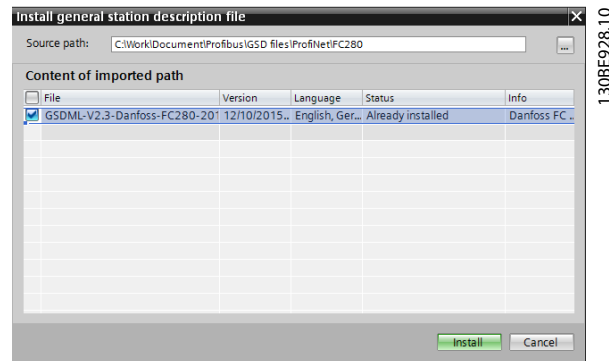 Install general station description file
Source path: C:\Work\Document\Profibus\GSD files\ProfiNet\FC280 ...
Content of imported path
File Version Language Status Info
GSDML-V2.3-Danfoss-FC280-201 12/10/2015... English, Ger... Already installed Danfoss FC ...
Install Cancel
130BE928.10